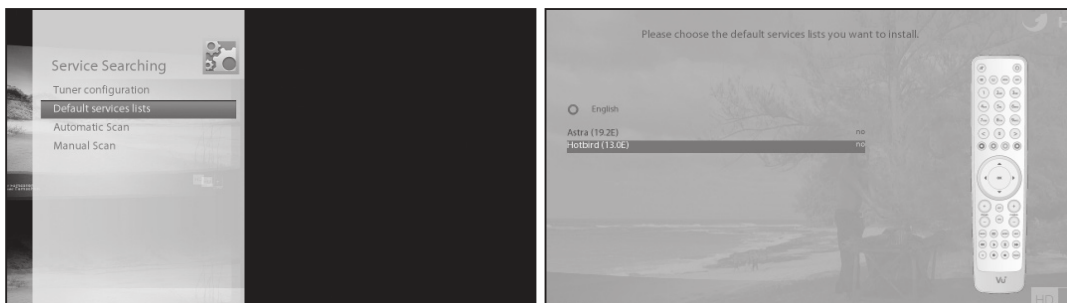 Service Searching
Tuner configuration
Default services lists
Automatic Scan
Manual Scan
Please choose the default services lists you want to install.
English
Astra (19.2E) no
Hotbird (13.0E) no
HD